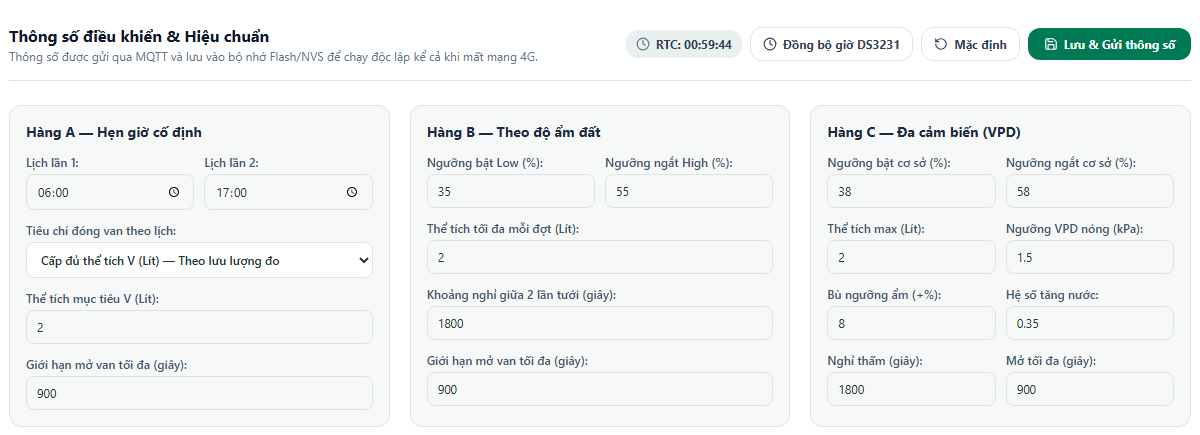 Thông số điều khiển & Hiệu chuẩn
Thông số được gửi qua MQTT và lưu vào bộ nhớ Flash/NVS để chạy độc lập kể cả khi mất mạng 4G.
RTC: 00:59:44
Đồng bộ giờ DS3231
Mặc định
Lưu & Gửi thông số
Hàng A — Hẹn giờ cố định
Lịch lần 1: Lịch lần 2:
06:00 17:00
Tiêu chí đóng van theo lịch:
Cấp đủ thể tích V (Lít) — Theo lưu lượng đo
Thể tích mục tiêu V (Lít):
2
Giới hạn mở van tối đa (giây):
900
Hàng B — Theo độ ẩm đất
Ngưỡng bật Low (%): Ngưỡng ngắt High (%):
35 55
Thể tích tối đa mỗi đợt (Lít):
2
Khoảng nghỉ giữa 2 lần tưới (giây):
1800
Giới hạn mở van tối đa (giây):
900
Hàng C — Đa cảm biến (VPD)
Ngưỡng bật cơ sở (%): Ngưỡng ngắt cơ sở (%):
38 58
Thể tích max (Lít): Ngưỡng VPD nóng (kPa):
2 1.5
Bù ngưỡng ẩm (+%): Hệ số tăng nước:
8 0.35
Nghỉ thấm (giây): Mở tối đa (giây):
1800 900